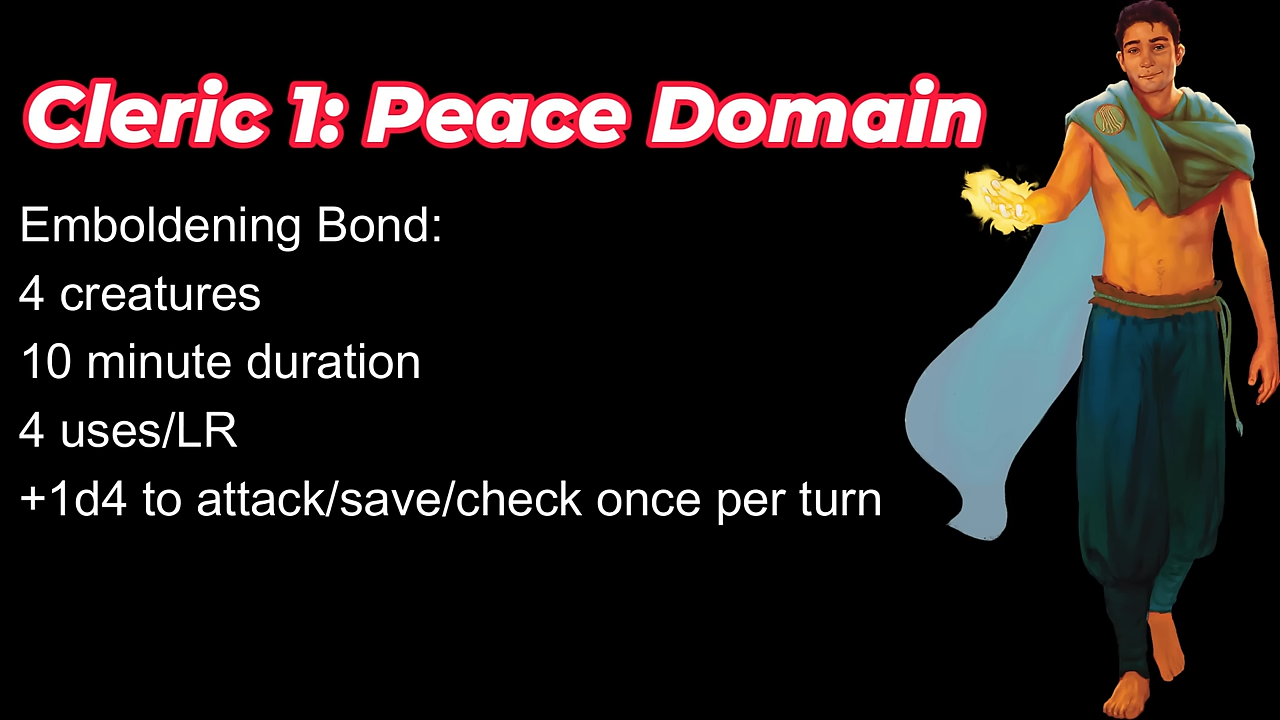 Cleric 1: Peace Domain
Emboldening Bond:
4 creatures
10 minute duration
4 uses/LR
+1d4 to attack/save/check once per turn